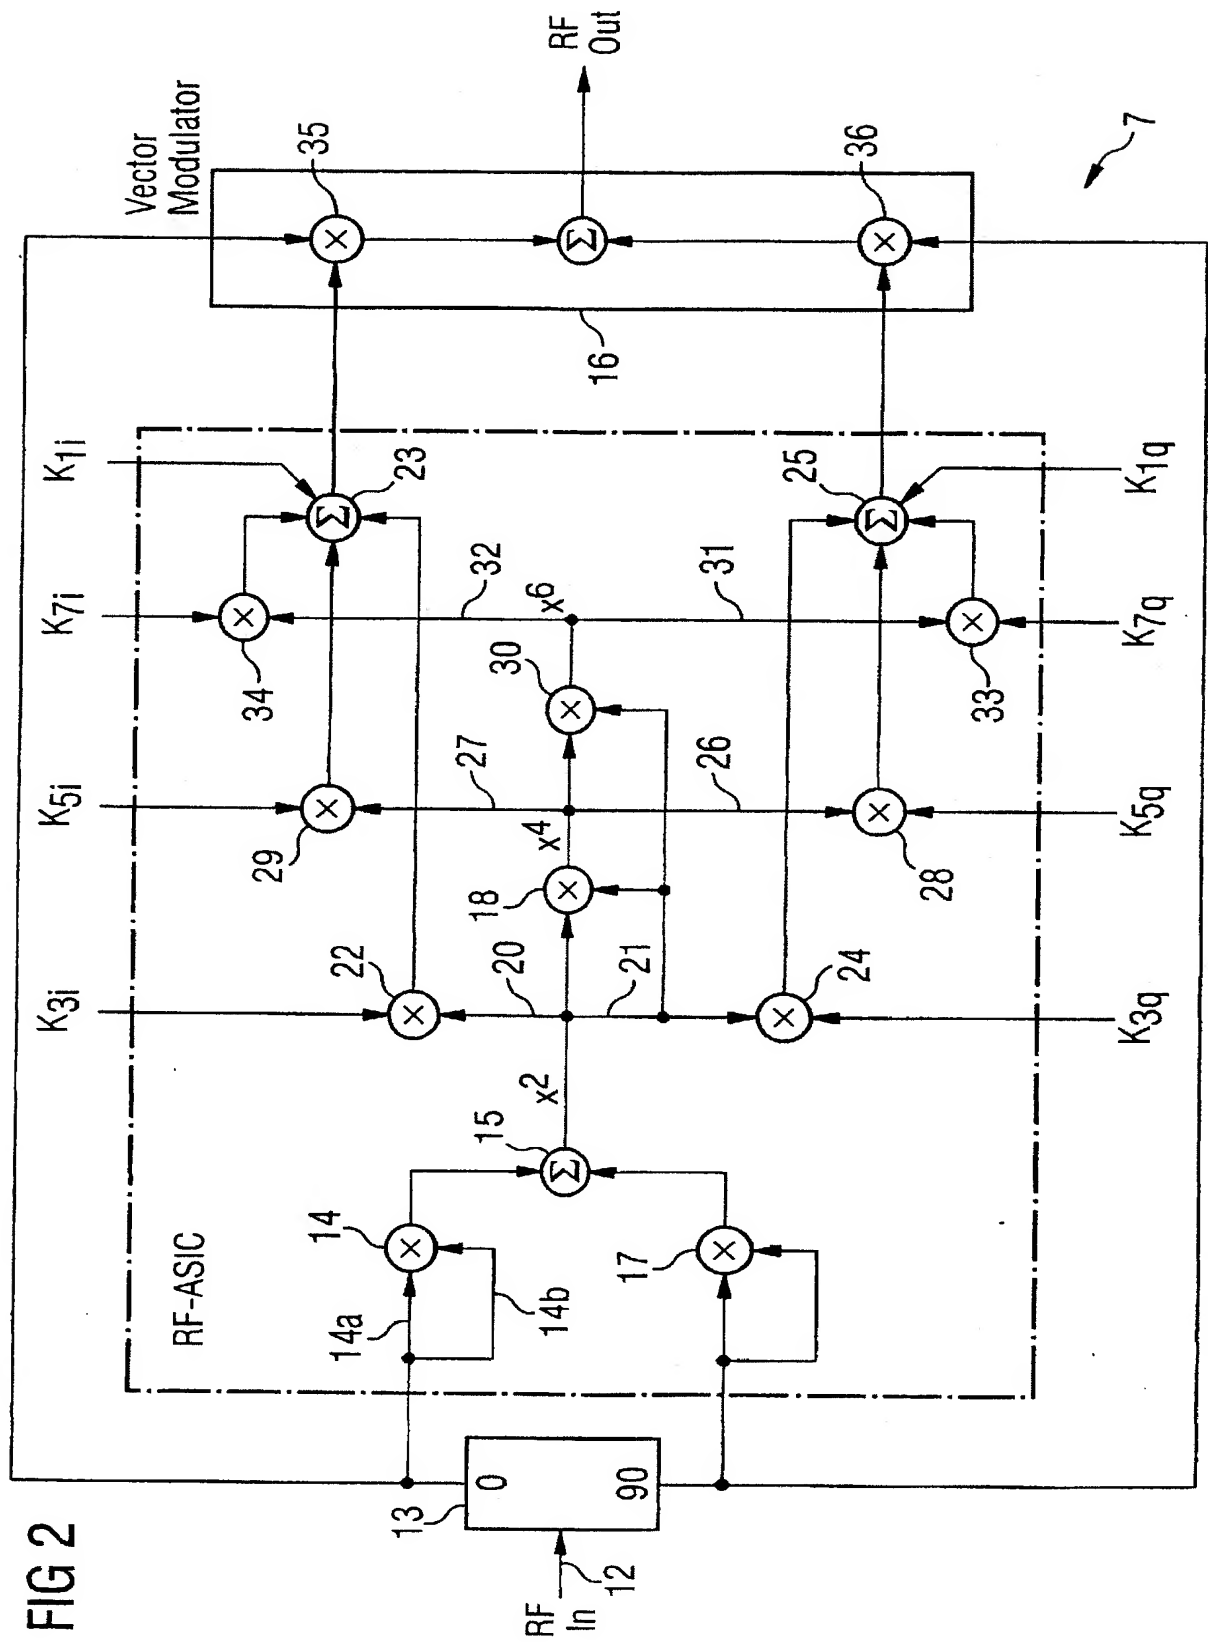 FIG 2
RF
In
12
13
0
90
RF-ASIC
14a
14b
14
17
15
x2
K3i
22
20
21
24
K3q
18
x4
K5i
29
27
26
28
K5q
30
x6
K7i
34
32
31
33
K7q
K1i
23
25
K1q
16
Vector
Modulator
35
36
RF
Out
7
Σ
Σ
Σ
Σ